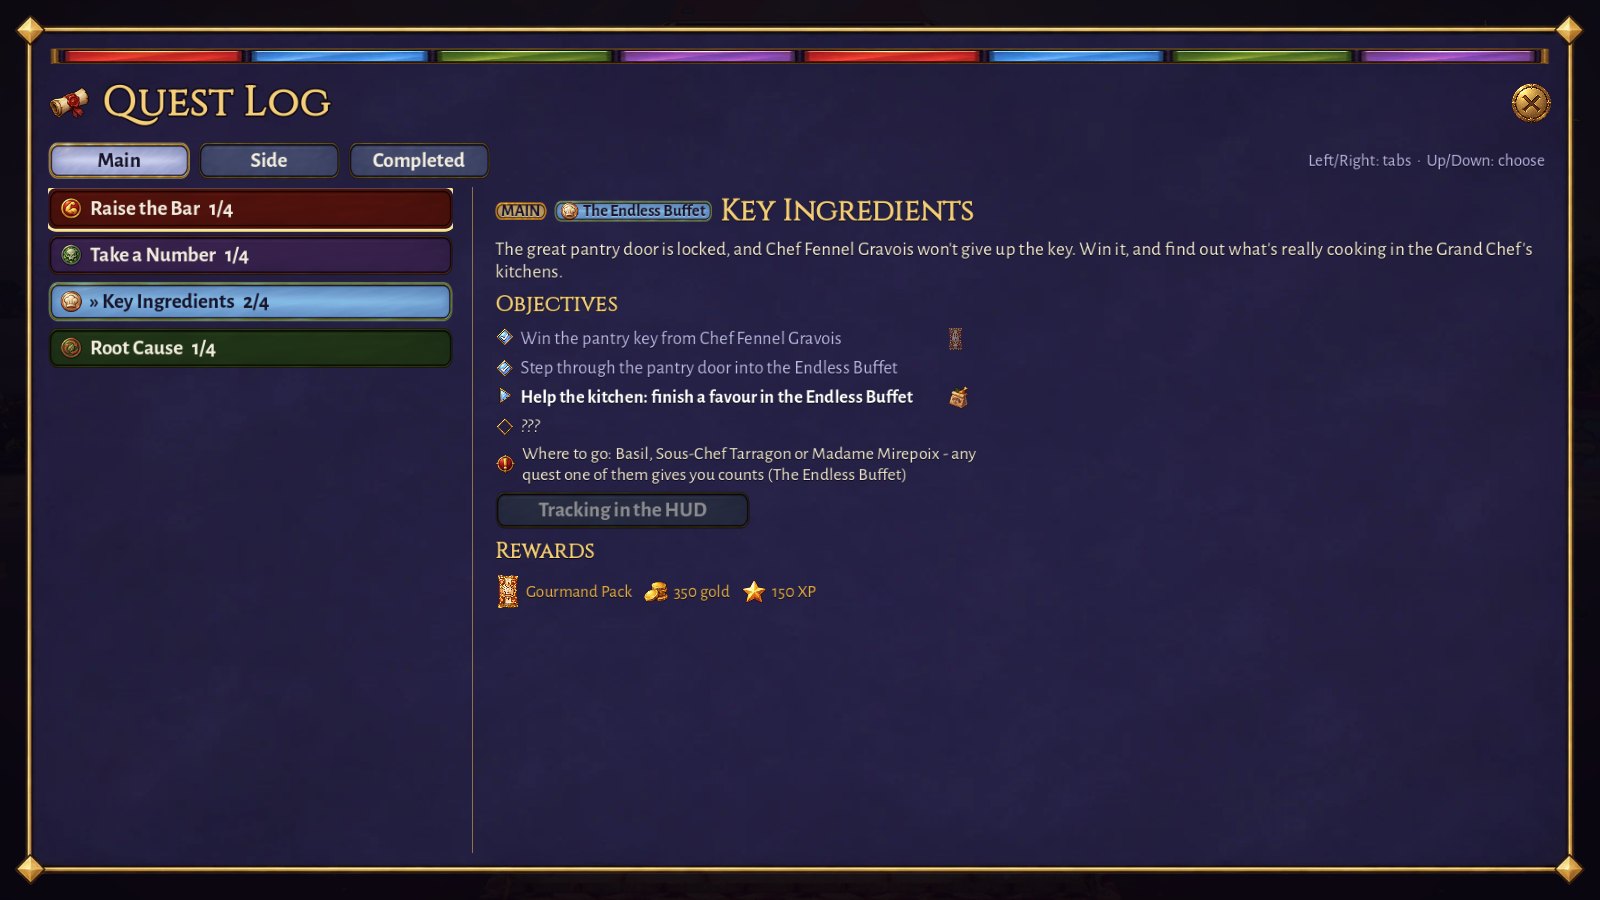 Quest Log
Main
Side
Completed
Left/Right: tabs · Up/Down: choose
Raise the Bar 1/4
Take a Number 1/4
» Key Ingredients 2/4
Root Cause 1/4
MAIN The Endless Buffet Key Ingredients
The great pantry door is locked, and Chef Fennel Gravois won't give up the key. Win it, and find out what's really cooking in the Grand Chef's
kitchens.
Objectives
Win the pantry key from Chef Fennel Gravois
Step through the pantry door into the Endless Buffet
Help the kitchen: finish a favour in the Endless Buffet
???
Where to go: Basil, Sous-Chef Tarragon or Madame Mirepoix - any
quest one of them gives you counts (The Endless Buffet)
Tracking in the HUD
Rewards
Gourmand Pack 350 gold 150 XP